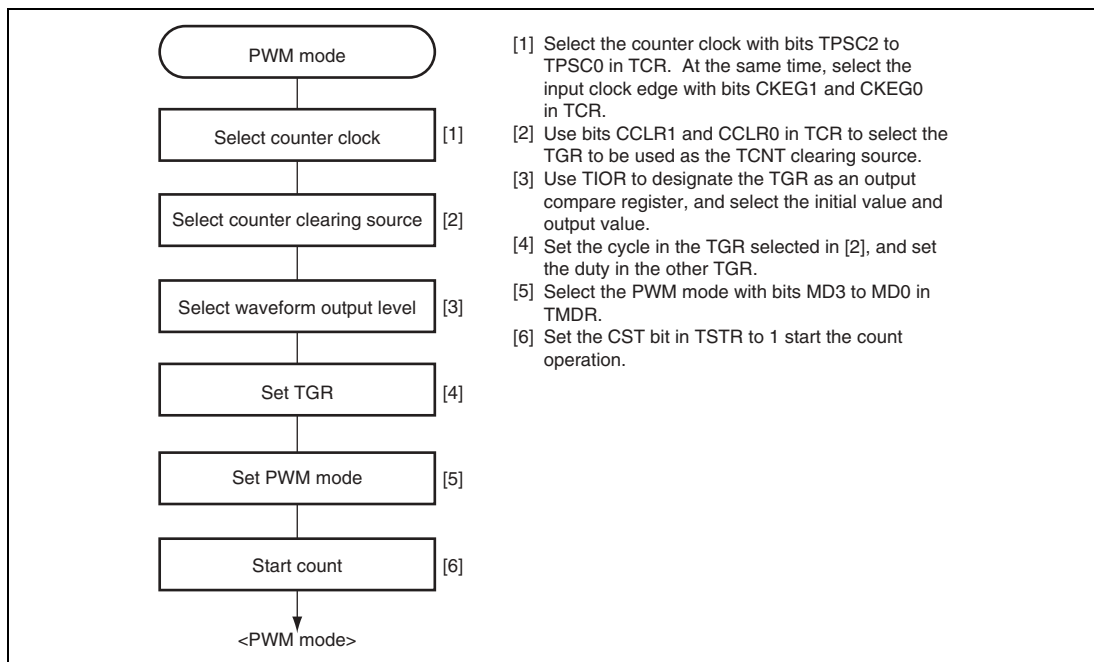 PWM mode
Select counter clock [1]
Select counter clearing source [2]
Select waveform output level [3]
Set TGR [4]
Set PWM mode [5]
Start count [6]
<PWM mode>
[1] Select the counter clock with bits TPSC2 to
TPSC0 in TCR. At the same time, select the
input clock edge with bits CKEG1 and CKEG0
in TCR.
[2] Use bits CCLR1 and CCLR0 in TCR to select the
TGR to be used as the TCNT clearing source.
[3] Use TIOR to designate the TGR as an output
compare register, and select the initial value and
output value.
[4] Set the cycle in the TGR selected in [2], and set
the duty in the other TGR.
[5] Select the PWM mode with bits MD3 to MD0 in
TMDR.
[6] Set the CST bit in TSTR to 1 start the count
operation.